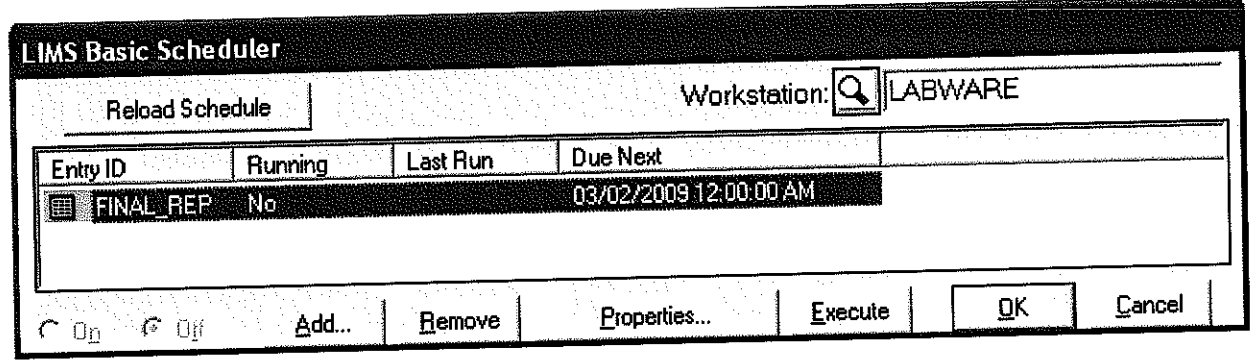 LIMS Basic Scheduler
Reload Schedule Workstation: LABWARE
Entry ID Running Last Run Due Next
FINAL_REP No 03/02/2009 12:00:00 AM
On Off Add... Remove Properties... Execute OK Cancel